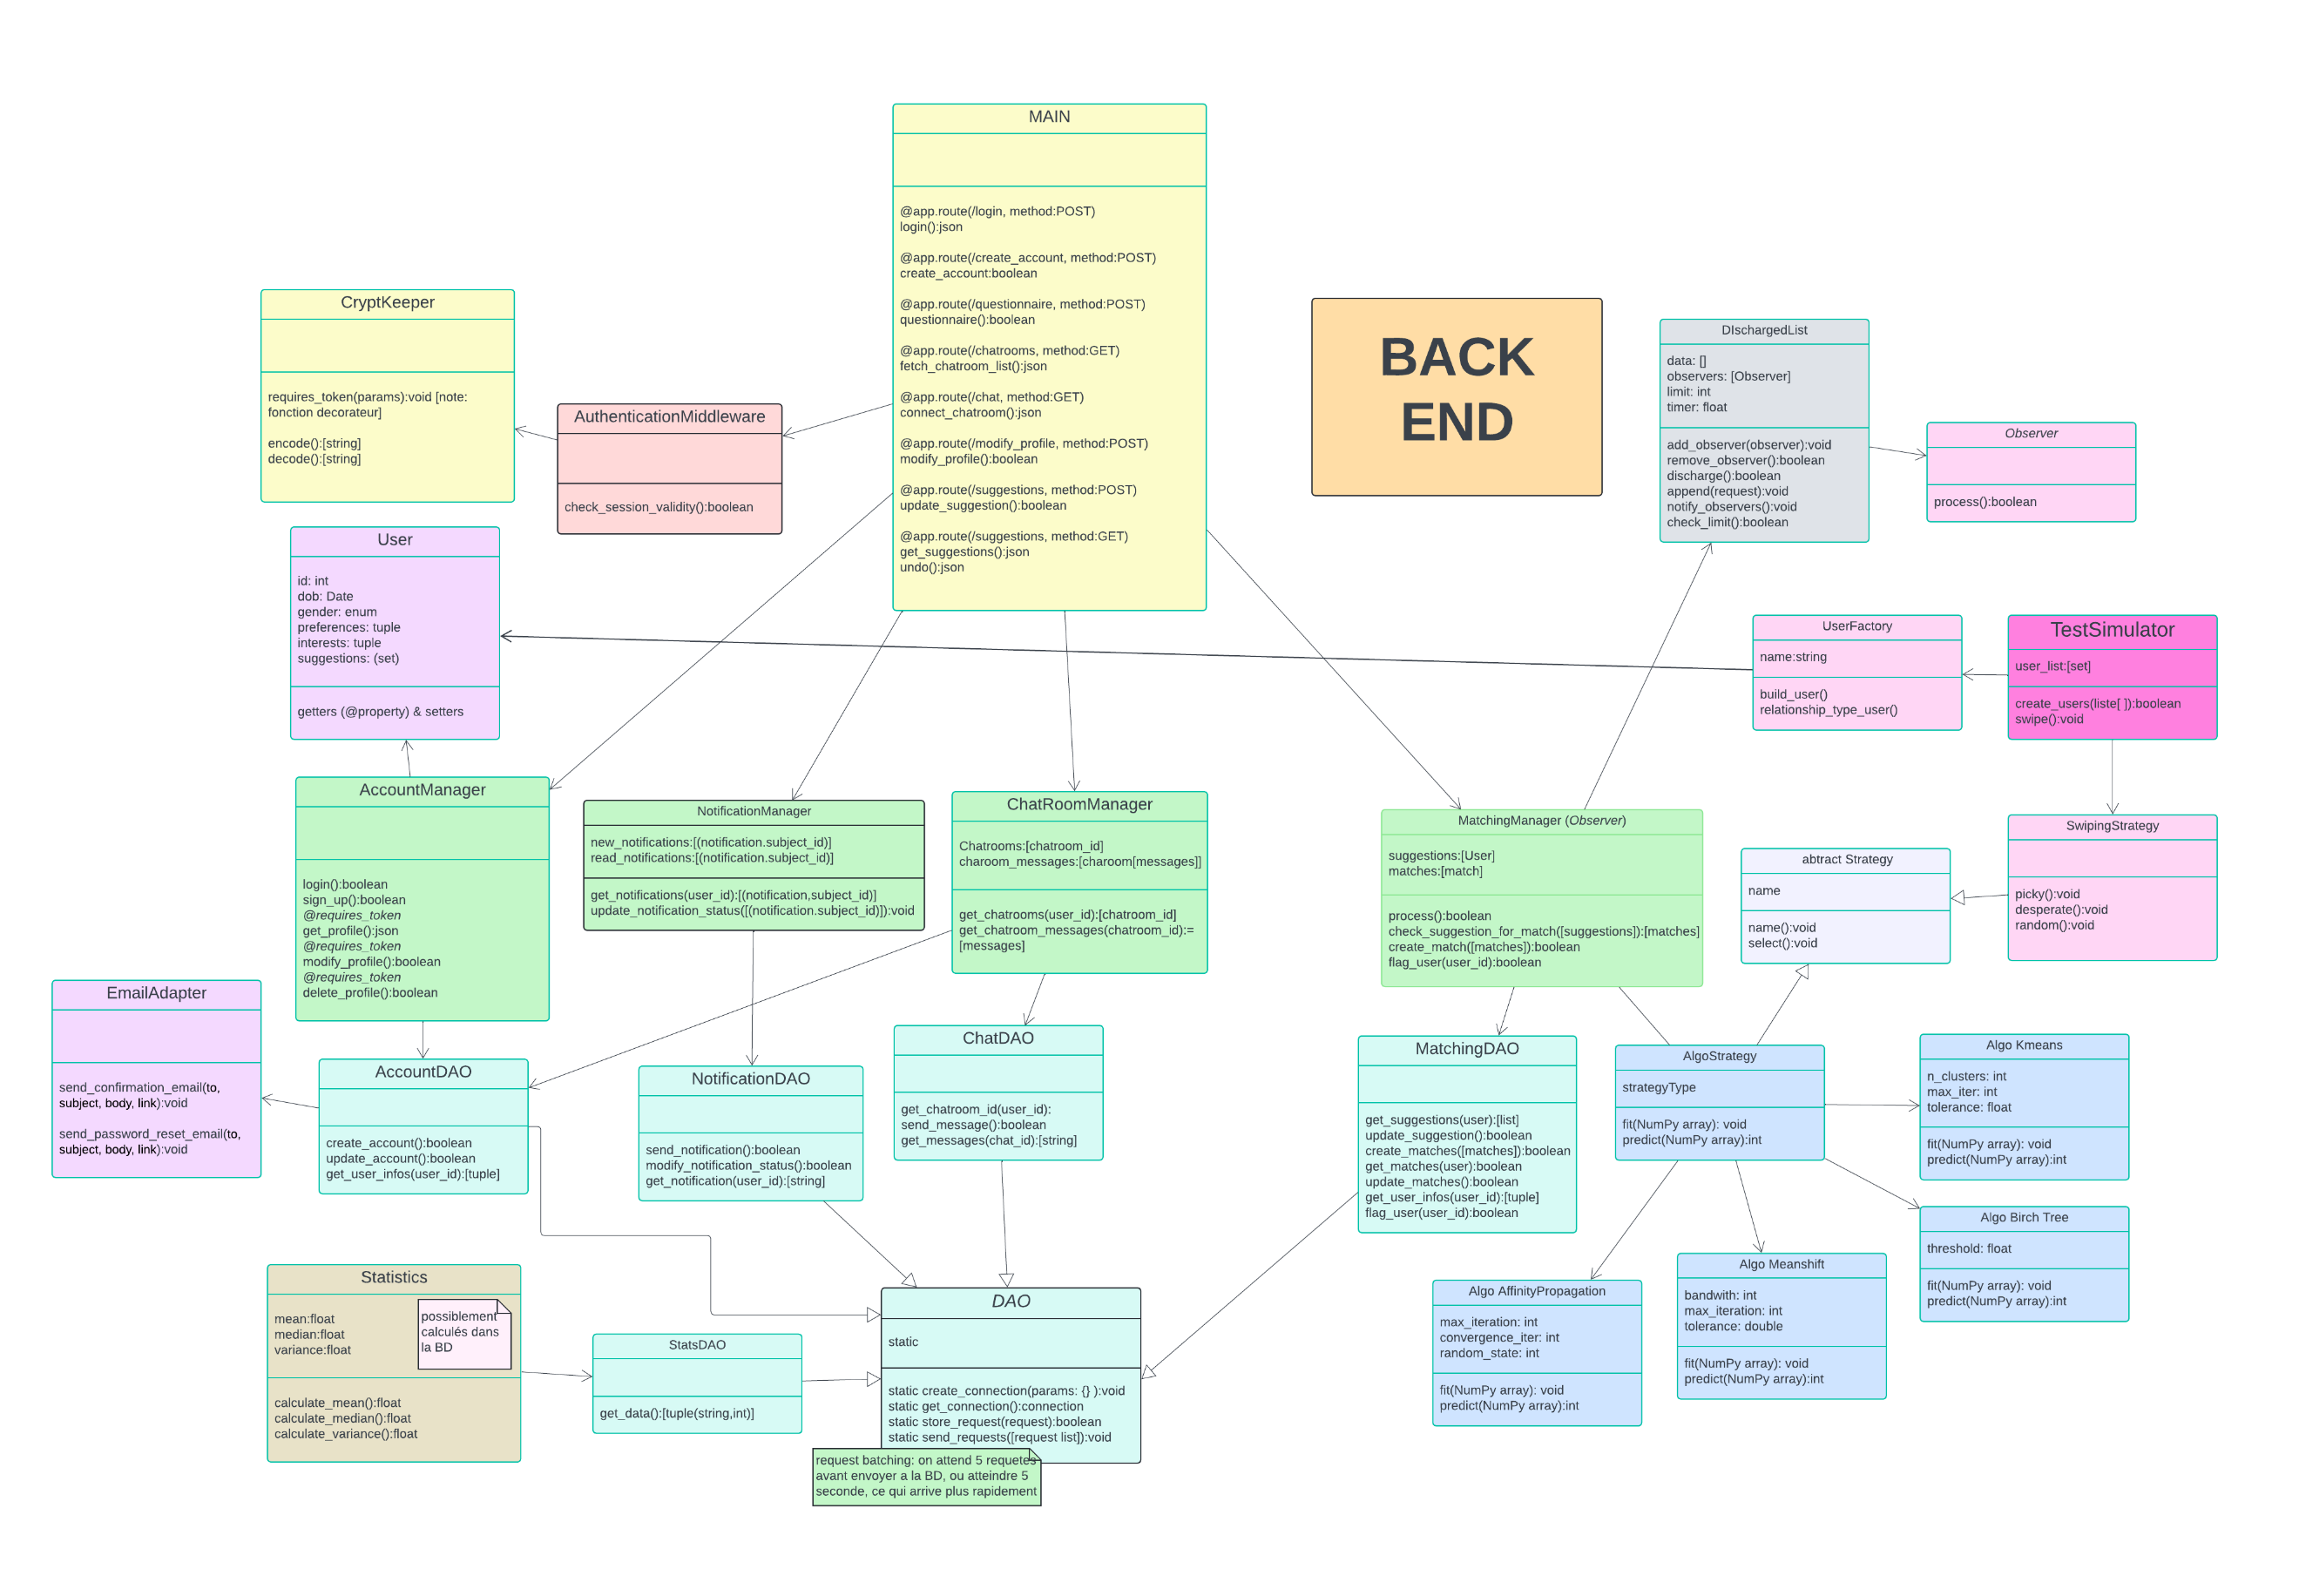 MAIN
@app.route(/login, method:POST)
login():json
@app.route(/create_account, method:POST)
create_account:boolean
@app.route(/questionnaire, method:POST)
questionnaire():boolean
@app.route(/chatrooms, method:GET)
fetch_chatroom_list():json
@app.route(/chat, method:GET)
connect_chatroom():json
@app.route(/modify_profile, method:POST)
modify_profile():boolean
@app.route(/suggestions, method:POST)
update_suggestion():boolean
@app.route(/suggestions, method:GET)
get_suggestions():json
undo():json
CryptKeeper
requires_token(params):void [note:
fonction decorateur]
encode():[string]
decode():[string]
AuthenticationMiddleware
check_session_validity():boolean
BACK
END
DIschargedList
data: []
observers: [Observer]
limit: int
timer: float
add_observer(observer):void
remove_observer():boolean
discharge():boolean
append(request):void
notify_observers():void
check_limit():boolean
Observer
process():boolean
User
id: int
dob: Date
gender: enum
preferences: tuple
interests: tuple
suggestions: (set)
getters (@property) & setters
UserFactory
name:string
build_user()
relationship_type_user()
TestSimulator
user_list:[set]
create_users(liste[ ]):boolean
swipe():void
AccountManager
login():boolean
sign_up():boolean
@requires_token
get_profile():json
@requires_token
modify_profile():boolean
@requires_token
delete_profile():boolean
NotificationManager
new_notifications:[(notification.subject_id)]
read_notifications:[(notification.subject_id)]
get_notifications(user_id):[(notification,subject_id)]
update_notification_status([(notification.subject_id)]):void
ChatRoomManager
Chatrooms:[chatroom_id]
charoom_messages:[charoom[messages]]
get_chatrooms(user_id):[chatroom_id]
get_chatroom_messages(chatroom_id):=
[messages]
MatchingManager (Observer)
suggestions:[User]
matches:[match]
process():boolean
check_suggestion_for_match([suggestions]):[matches]
create_match([matches]):boolean
flag_user(user_id):boolean
abtract Strategy
name
name():void
select():void
SwipingStrategy
picky():void
desperate():void
random():void
EmailAdapter
send_confirmation_email(to,
subject, body, link):void
send_password_reset_email(to,
subject, body, link):void
AccountDAO
create_account():boolean
update_account():boolean
get_user_infos(user_id):[tuple]
NotificationDAO
send_notification():boolean
modify_notification_status():boolean
get_notification(user_id):[string]
ChatDAO
get_chatroom_id(user_id):
send_message():boolean
get_messages(chat_id):[string]
MatchingDAO
get_suggestions(user):[list]
update_suggestion():boolean
create_matches([matches]):boolean
get_matches(user):boolean
update_matches():boolean
get_user_infos(user_id):[tuple]
flag_user(user_id):boolean
AlgoStrategy
strategyType
fit(NumPy array): void
predict(NumPy array):int
Algo Kmeans
n_clusters: int
max_iter: int
tolerance: float
fit(NumPy array): void
predict(NumPy array):int
Algo Birch Tree
threshold: float
fit(NumPy array): void
predict(NumPy array):int
Algo Meanshift
bandwith: int
max_iteration: int
tolerance: double
fit(NumPy array): void
predict(NumPy array):int
Algo AffinityPropagation
max_iteration: int
convergence_iter: int
random_state: int
fit(NumPy array): void
predict(NumPy array):int
Statistics
mean:float
median:float
variance:float
possiblement
calculés dans
la BD
calculate_mean():float
calculate_median():float
calculate_variance():float
StatsDAO
get_data():[tuple(string,int)]
DAO
static
static create_connection(params: {} ):void
static get_connection():connection
static store_request(request):boolean
static send_requests([request list]):void
request batching: on attend 5 requetes
avant envoyer a la BD, ou atteindre 5
seconde, ce qui arrive plus rapidement